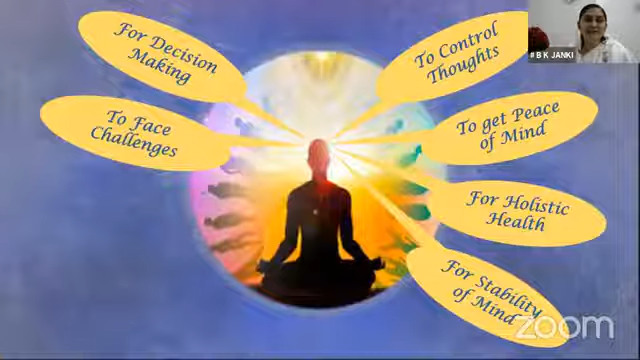 For Decision
Making
To Face
Challenges
To Control
Thoughts
To get Peace
of Mind
For Holistic
Health
For Stability
of Mind
# B K JANKI
zoom